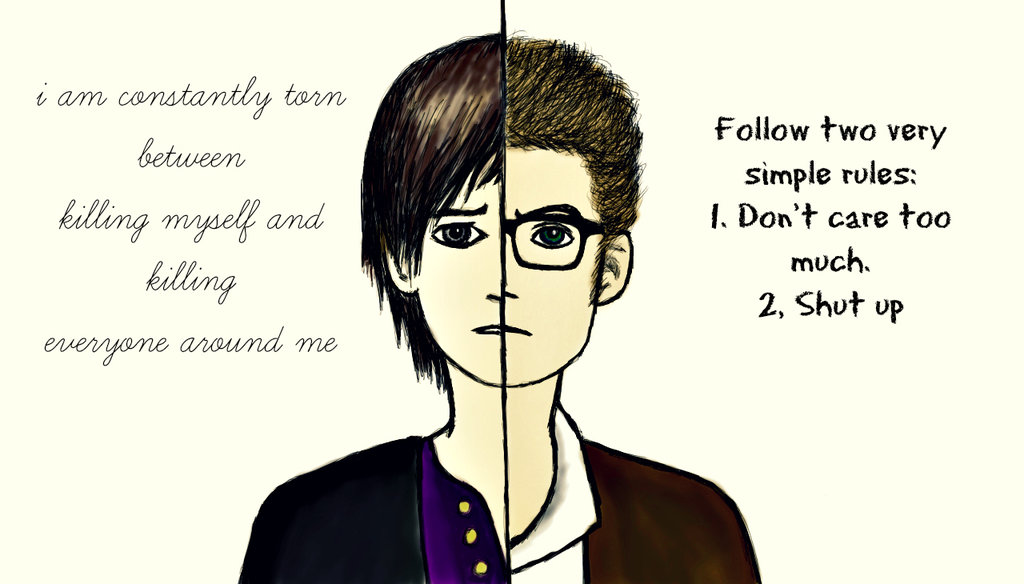 i am constantly torn
between
killing myself and
killing
everyone around me
Follow two very
simple rules:
1. Don't care too
much.
2, Shut up